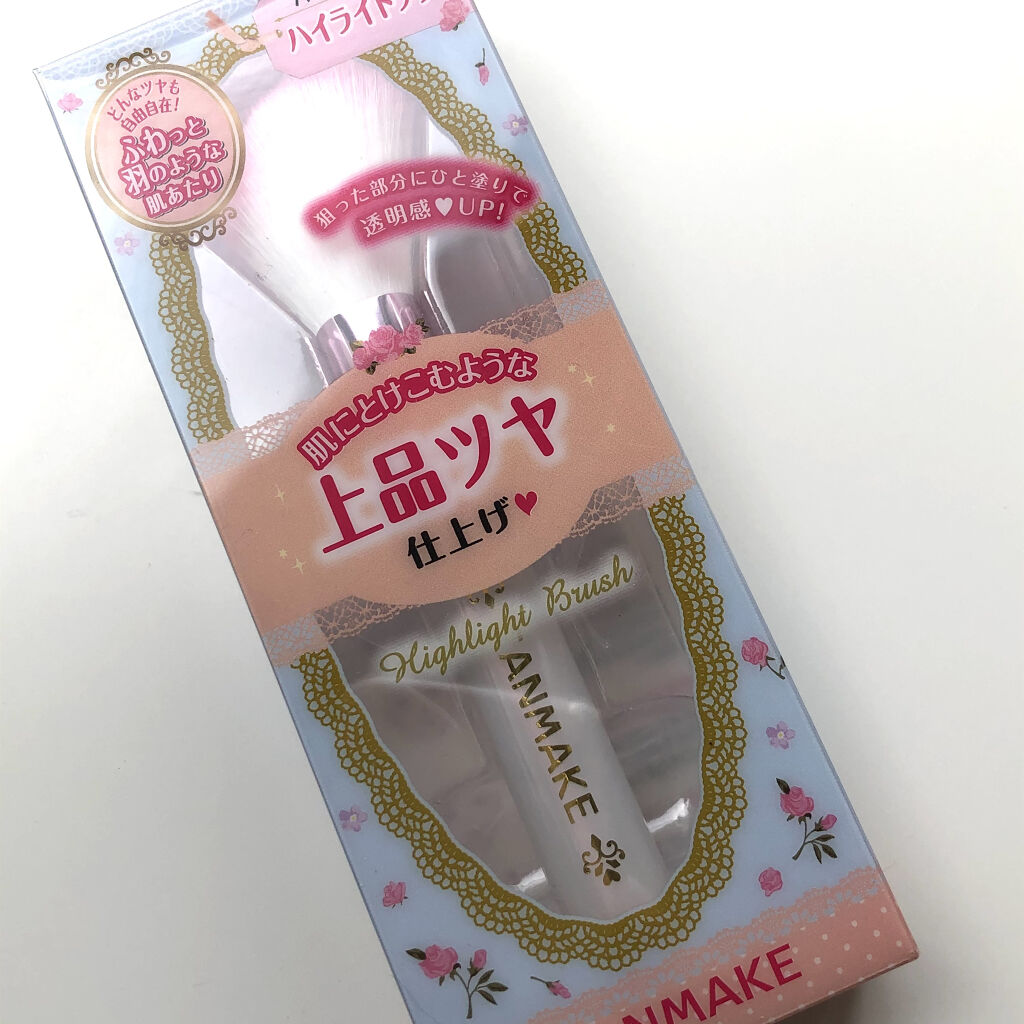 ハイライト
どんなツヤも
自由自在!
ふわっと
羽のような
肌あたり
狙った部分にひと塗りで
透明感♥UP!
肌にとけこむような
上品ツヤ
仕上げ♥
Highlight Brush
ANMAKE
NMAKE